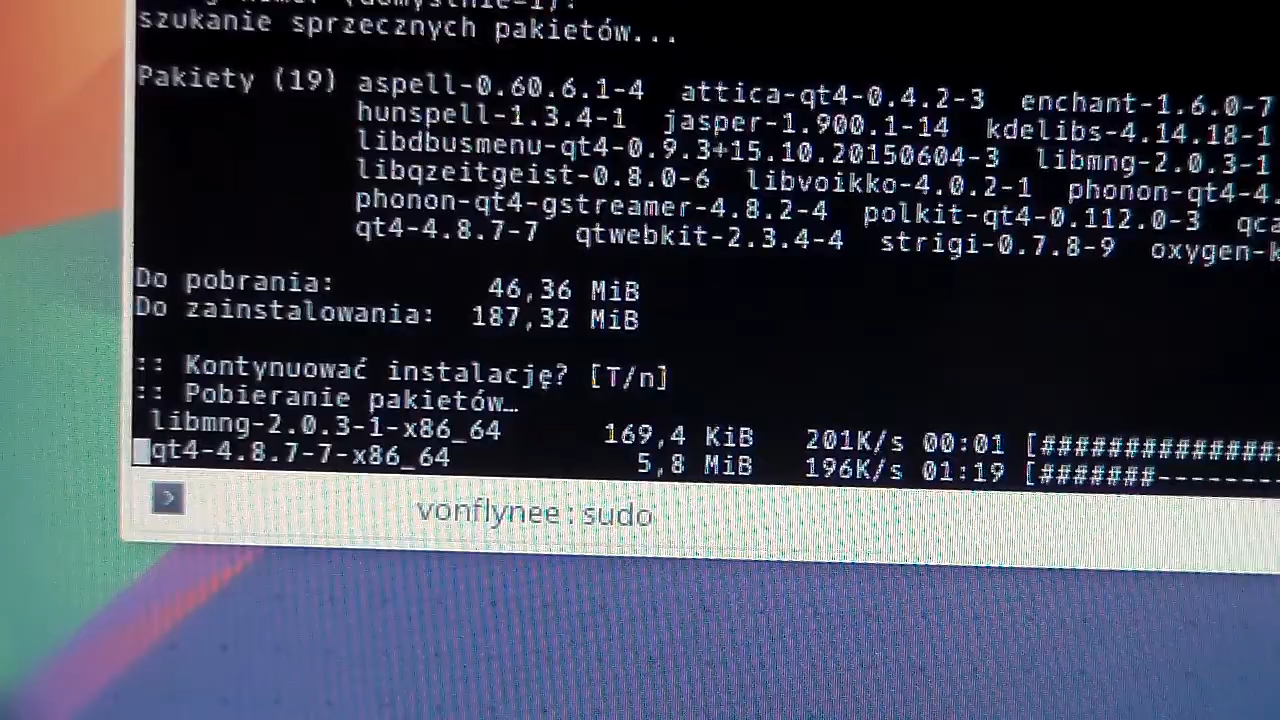 szukanie sprzecznych pakietów...
Pakiety (19) aspell-0.60.6.1-4 attica-qt4-0.4.2-3 enchant-1.6.0-7
hunspell-1.3.4-1 jasper-1.900.1-14 kdelibs-4.14.18-1
libdbusmenu-qt4-0.9.3+15.10.20150604-3 libmng-2.0.3-1
libqzeitgeist-0.8.0-6 libvoikko-4.0.2-1 phonon-qt4-4.
phonon-qt4-gstreamer-4.8.2-4 polkit-qt4-0.112.0-3 qca
qt4-4.8.7-7 qtwebkit-2.3.4-4 strigi-0.7.8-9 oxygen-k
Do pobrania: 46,36 MiB
Do zainstalowania: 187,32 MiB
:: Kontynuować instalację? [T/n]
:: Pobieranie pakietów…
libmng-2.0.3-1-x86_64 169,4 KiB 201K/s 00:01 [##############
qt4-4.8.7-7-x86_64 5,8 MiB 196K/s 01:19 [#######-------
vonflynee : sudo